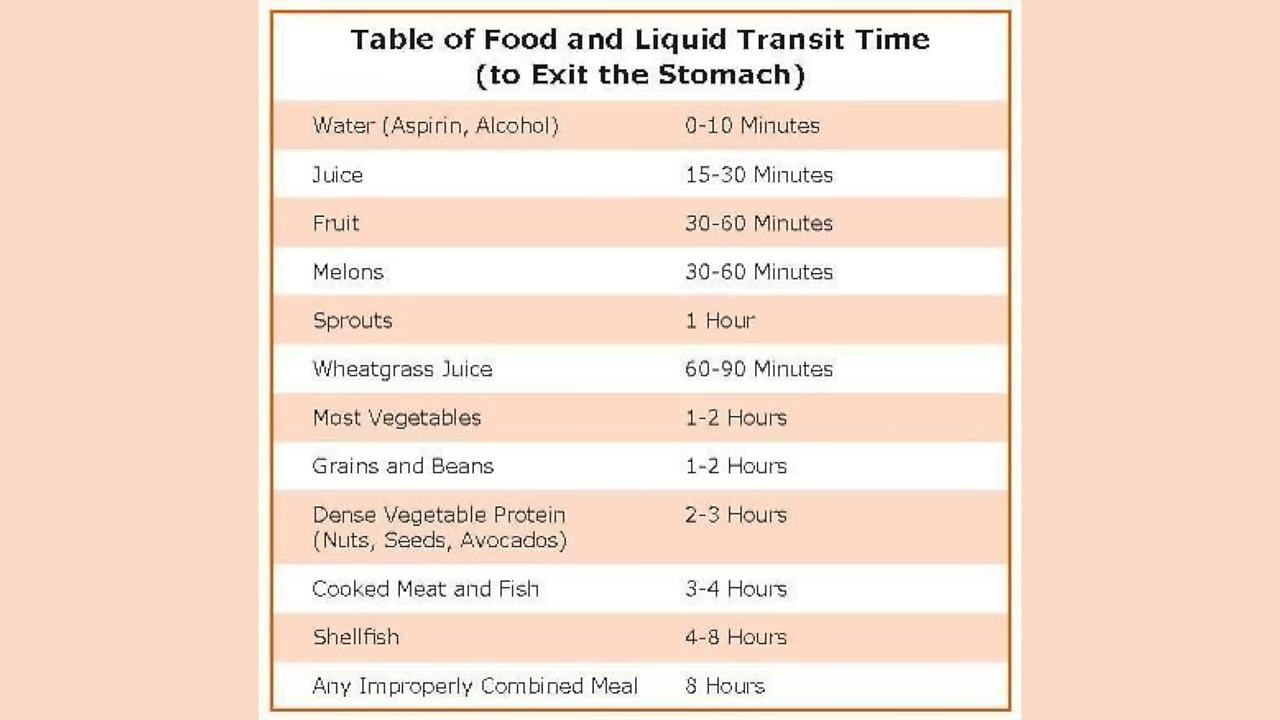 Table of Food and Liquid Transit Time
(to Exit the Stomach)
Water (Aspirin, Alcohol) 0-10 Minutes
Juice 15-30 Minutes
Fruit 30-60 Minutes
Melons 30-60 Minutes
Sprouts 1 Hour
Wheatgrass Juice 60-90 Minutes
Most Vegetables 1-2 Hours
Grains and Beans 1-2 Hours
Dense Vegetable Protein 2-3 Hours
(Nuts, Seeds, Avocados)
Cooked Meat and Fish 3-4 Hours
Shellfish 4-8 Hours
Any Improperly Combined Meal 8 Hours